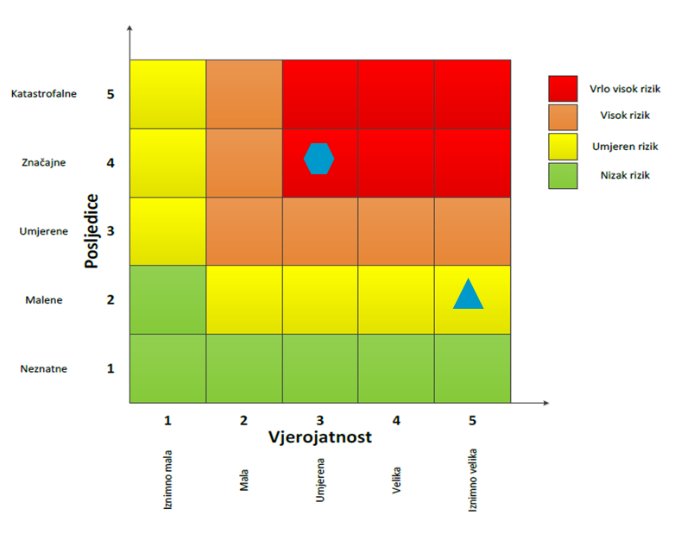 Katastrofalne 5
Značajne 4
Umjerene 3
Malene 2
Neznatne 1
Posljedice
1 2 3 4 5
Vjerojatnost
Iznimno mala
Mala
Umjerena
Velika
Iznimno velika
Vrlo visok rizik
Visok rizik
Umjeren rizik
Nizak rizik